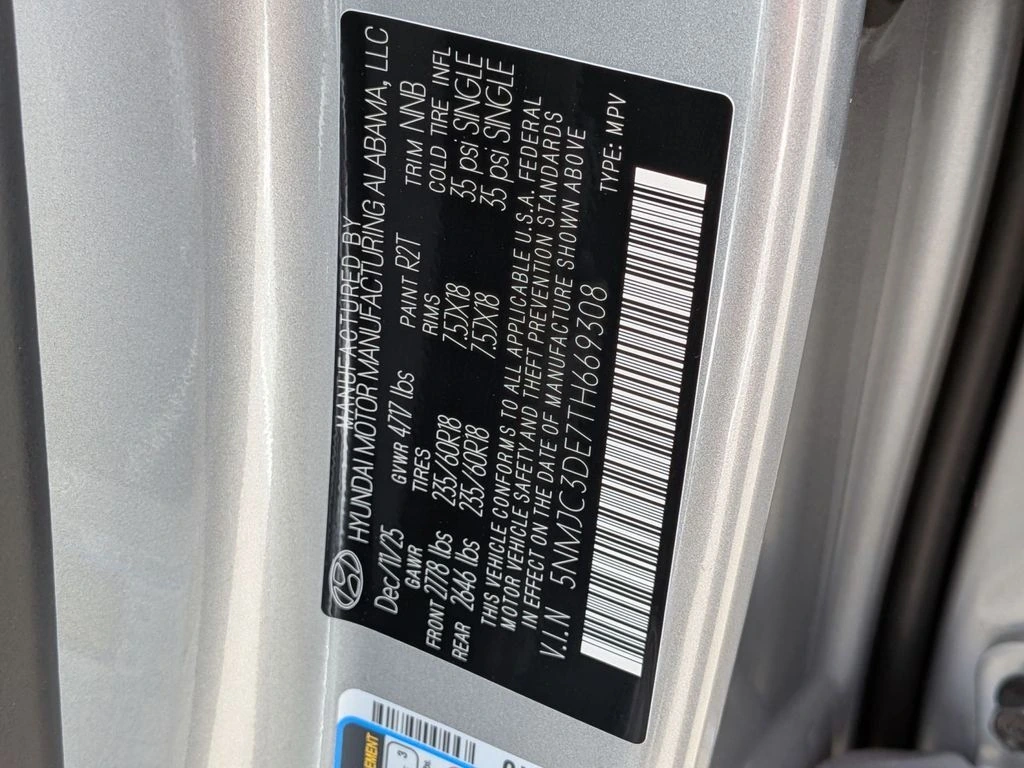 MANUFACTURED BY
HYUNDAI MOTOR MANUFACTURING ALABAMA, LLC
Dec/11/25 GVWR 4717 lbs PAINT R2T TRIM NNB
GAWR TIRES RIMS COLD TIRE INFL
FRONT 2778 lbs 235/60R18 7.5JX18 35 psi SINGLE
REAR 2646 lbs 235/60R18 7.5JX18 35 psi SINGLE
THIS VEHICLE CONFORMS TO ALL APPLICABLE U.S.A. FEDERAL
MOTOR VEHICLE SAFETY AND THEFT PREVENTION STANDARDS
IN EFFECT ON THE DATE OF MANUFACTURE SHOWN ABOVE
V.I.N 5NMJC3DE7TH669308 TYPE: MPV